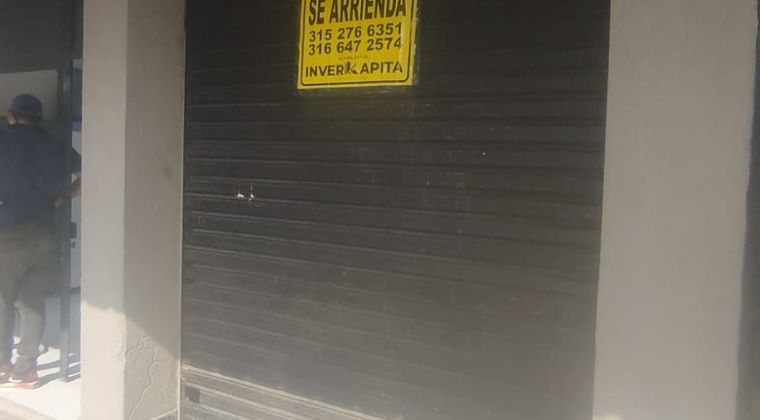 SE ARRIENDA
315 276 6351
316 647 2574
INVERKAPITA